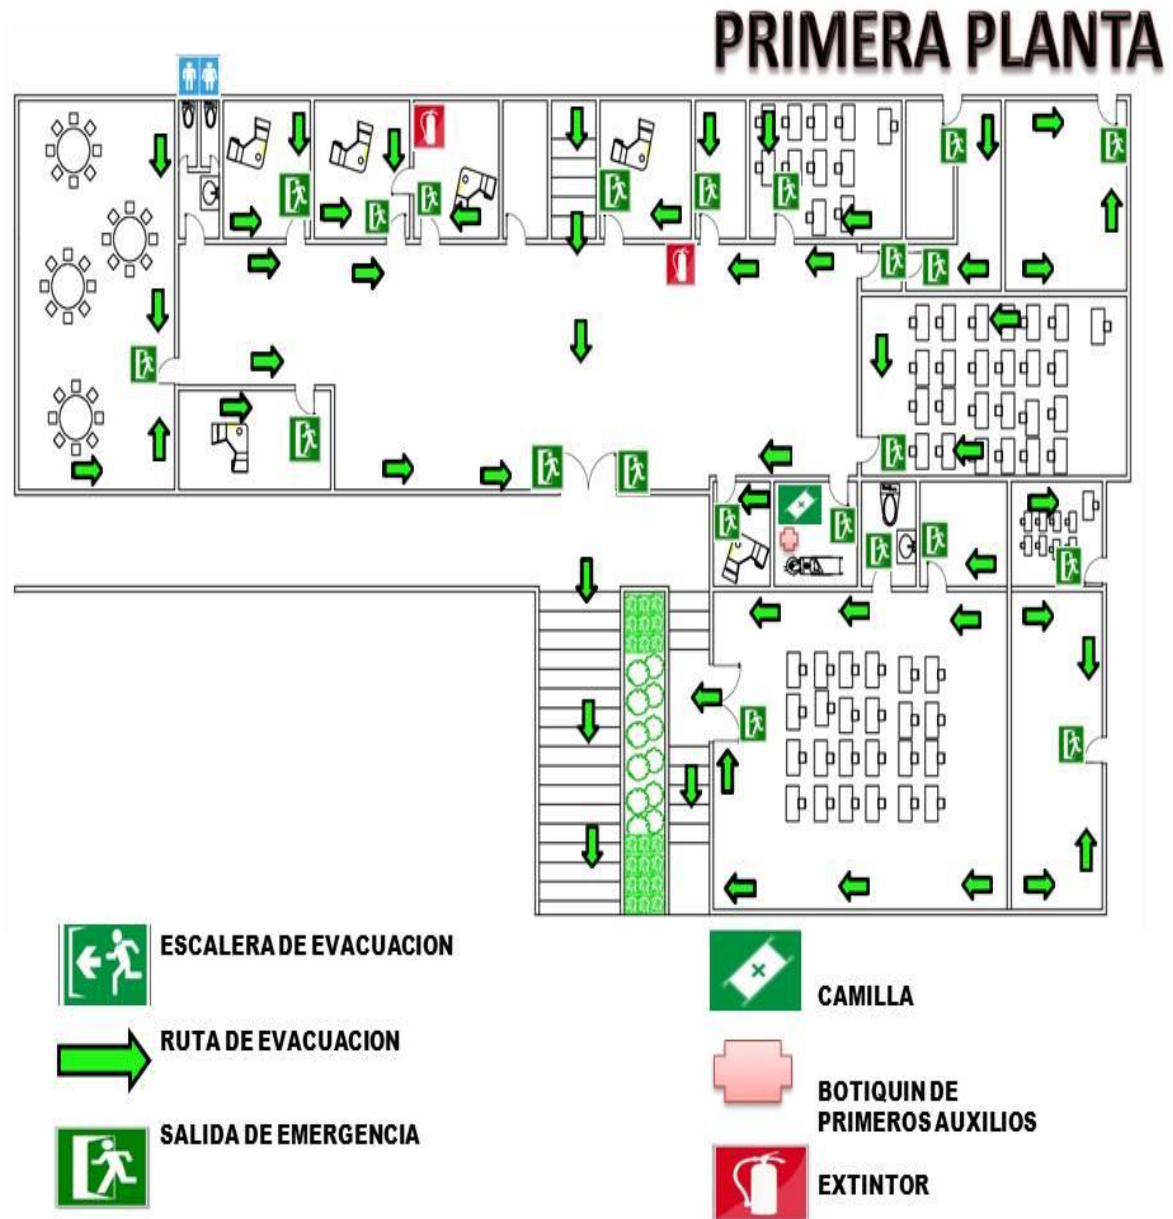 PRIMERA PLANTA
ESCALERA DE EVACUACION
RUTA DE EVACUACION
SALIDA DE EMERGENCIA
CAMILLA
BOTIQUIN DE
PRIMEROS AUXILIOS
EXTINTOR